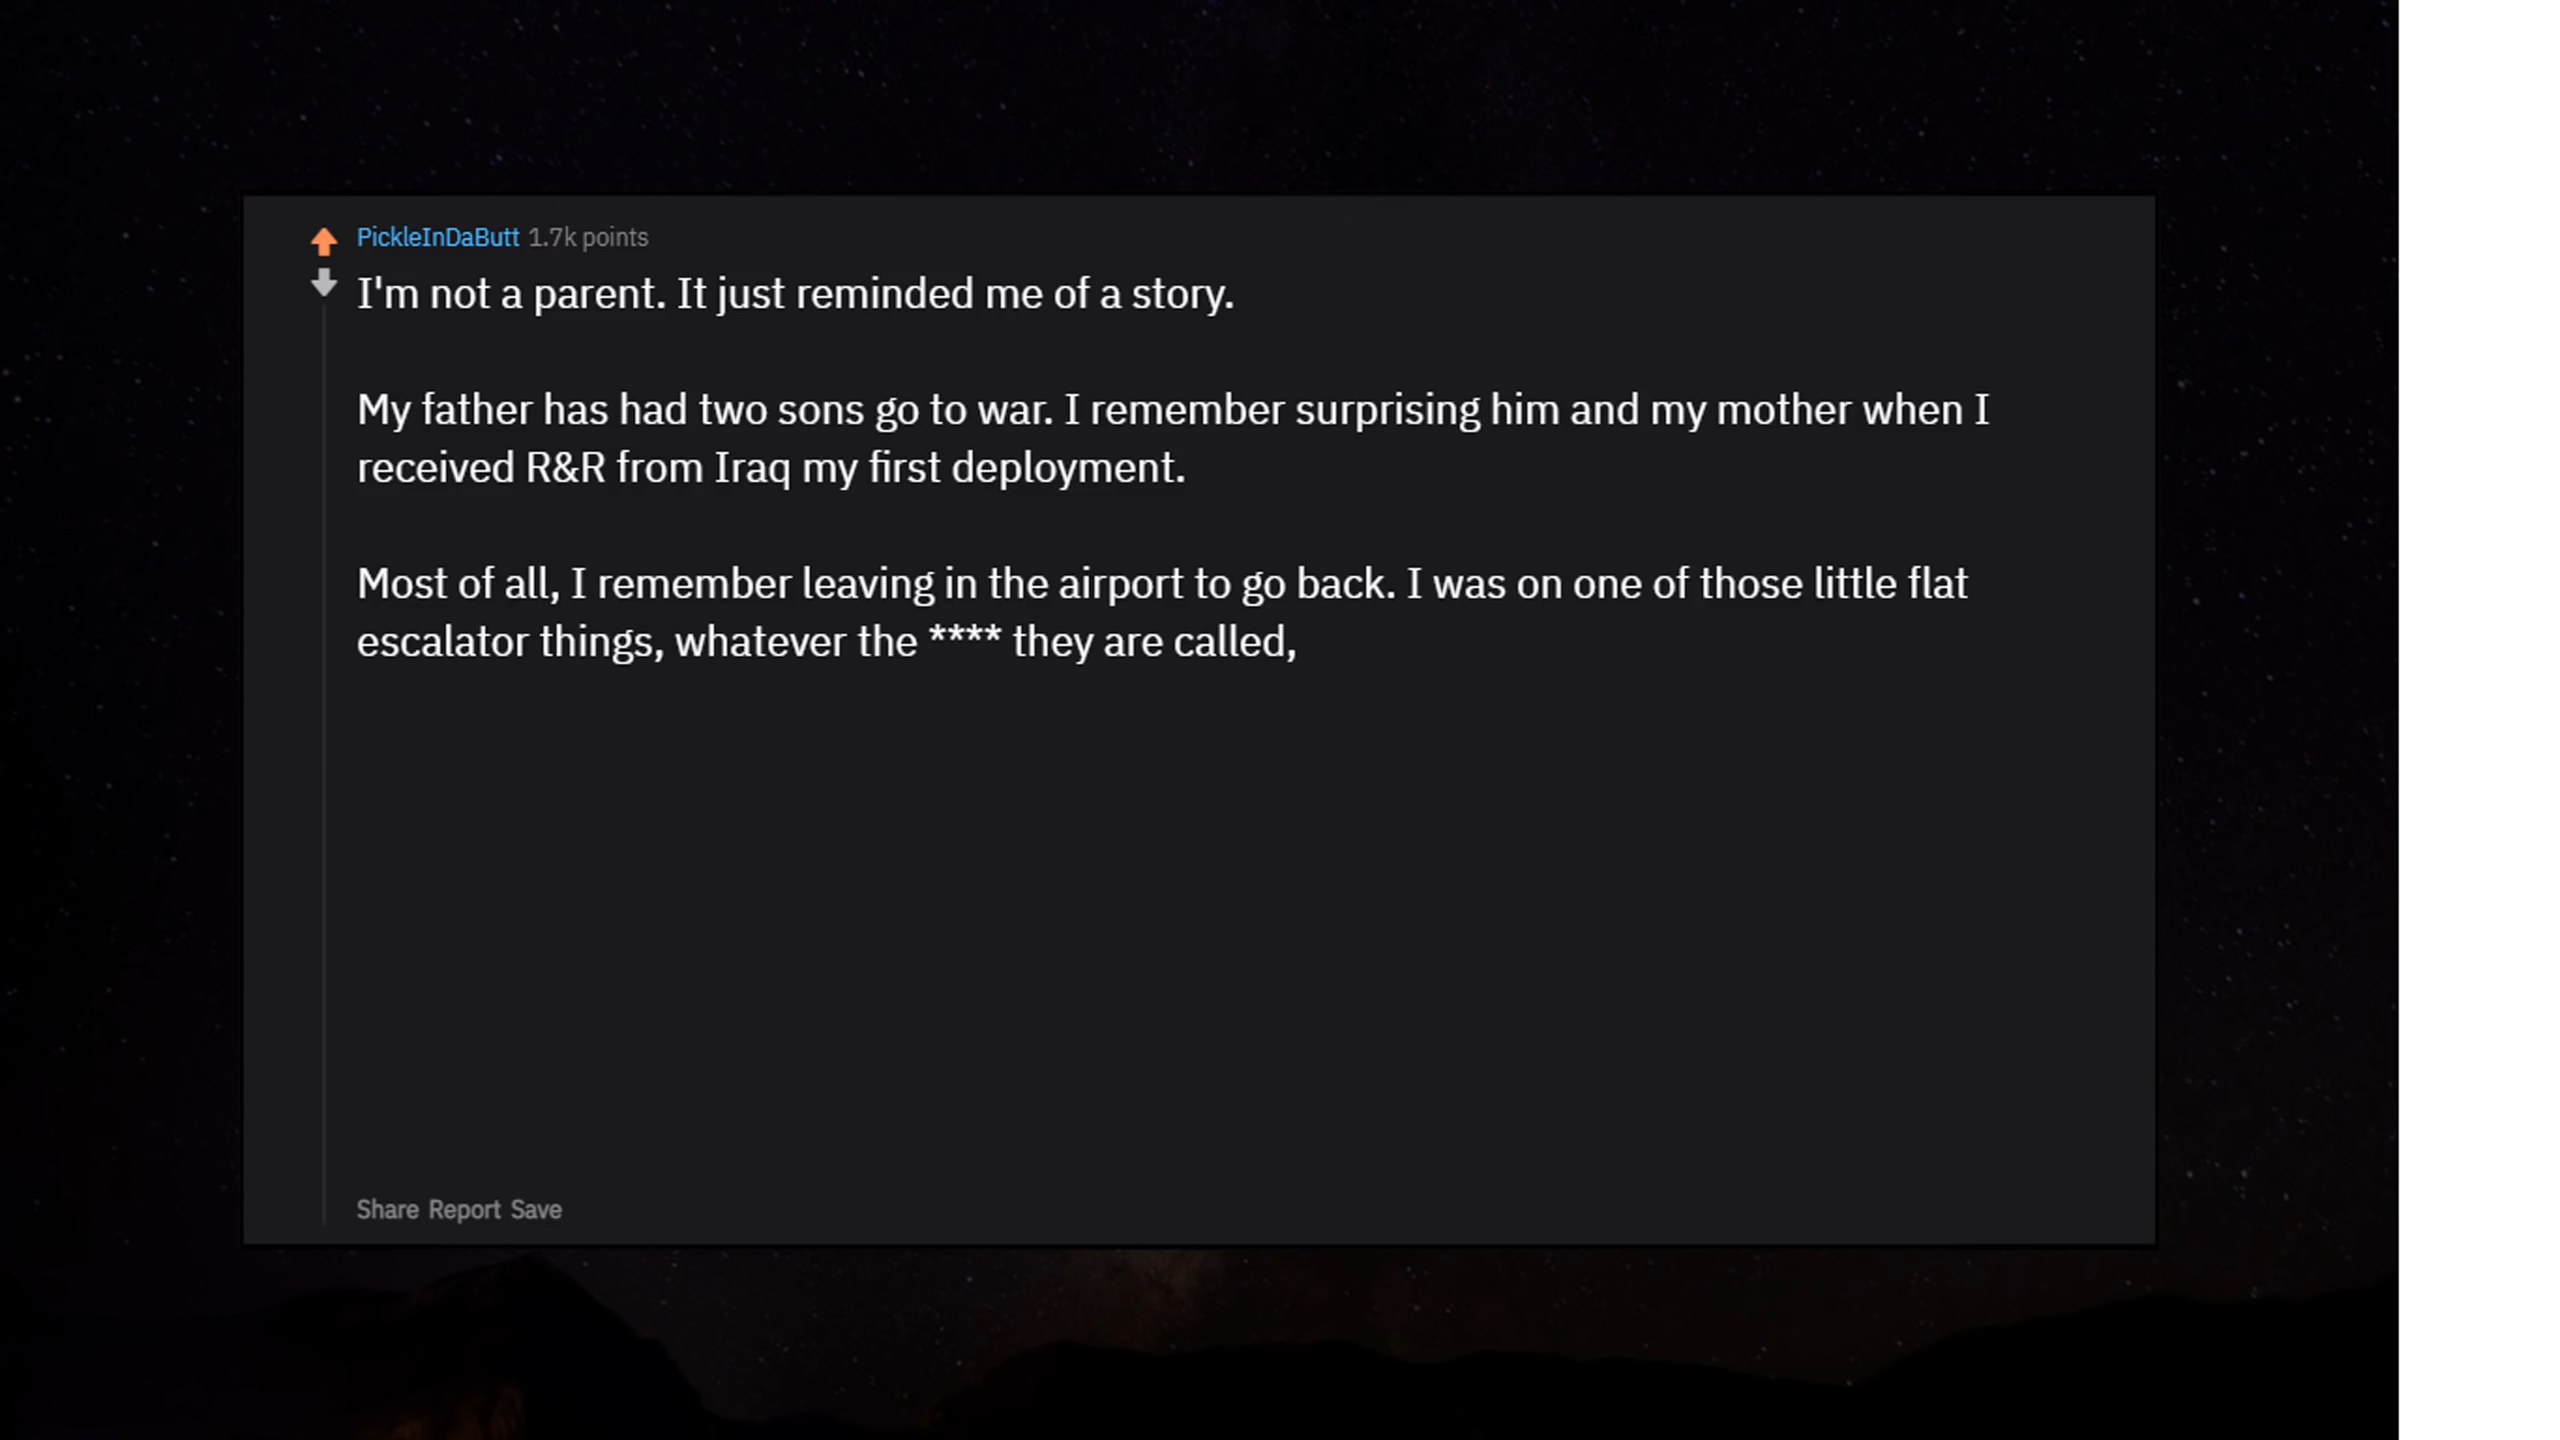 PickleInDaButt 1.7k points
I'm not a parent. It just reminded me of a story.
My father has had two sons go to war. I remember surprising him and my mother when I
received R&R from Iraq my first deployment.
Most of all, I remember leaving in the airport to go back. I was on one of those little flat
escalator things, whatever the **** they are called,
Share Report Save